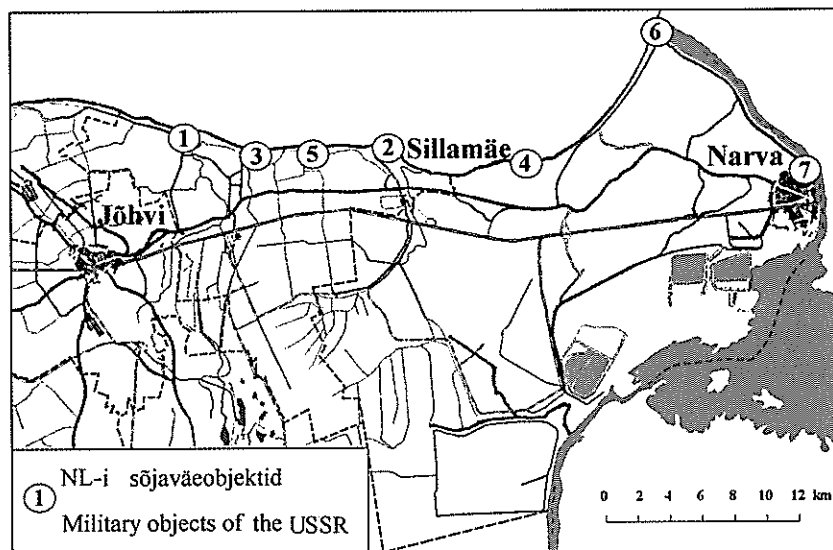 6
1
2
Sillamäe
Narva
3
5
4
7
Jõhvi
1
NL-i sõjaväeobjektid
Military objects of the USSR
0 2 4 6 8 10 12 km